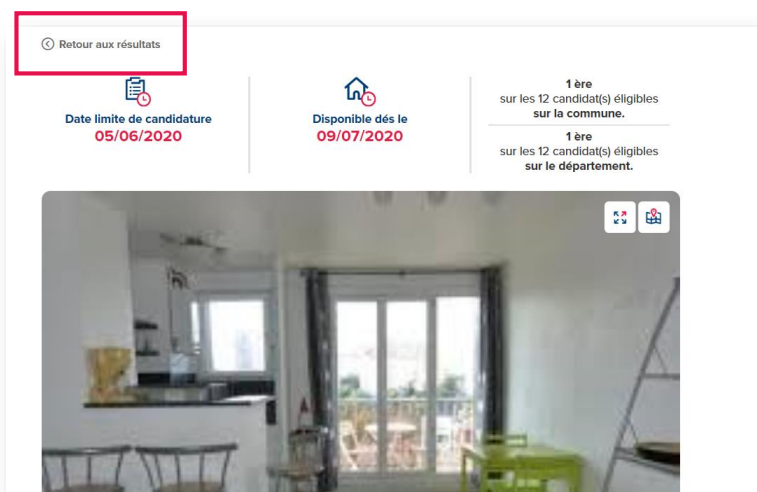 Retour aux résultats
Date limite de candidature
05/06/2020
Disponible dés le
09/07/2020
1 ère
sur les 12 candidat(s) éligibles
sur la commune.
1 ère
sur les 12 candidat(s) éligibles
sur le département.